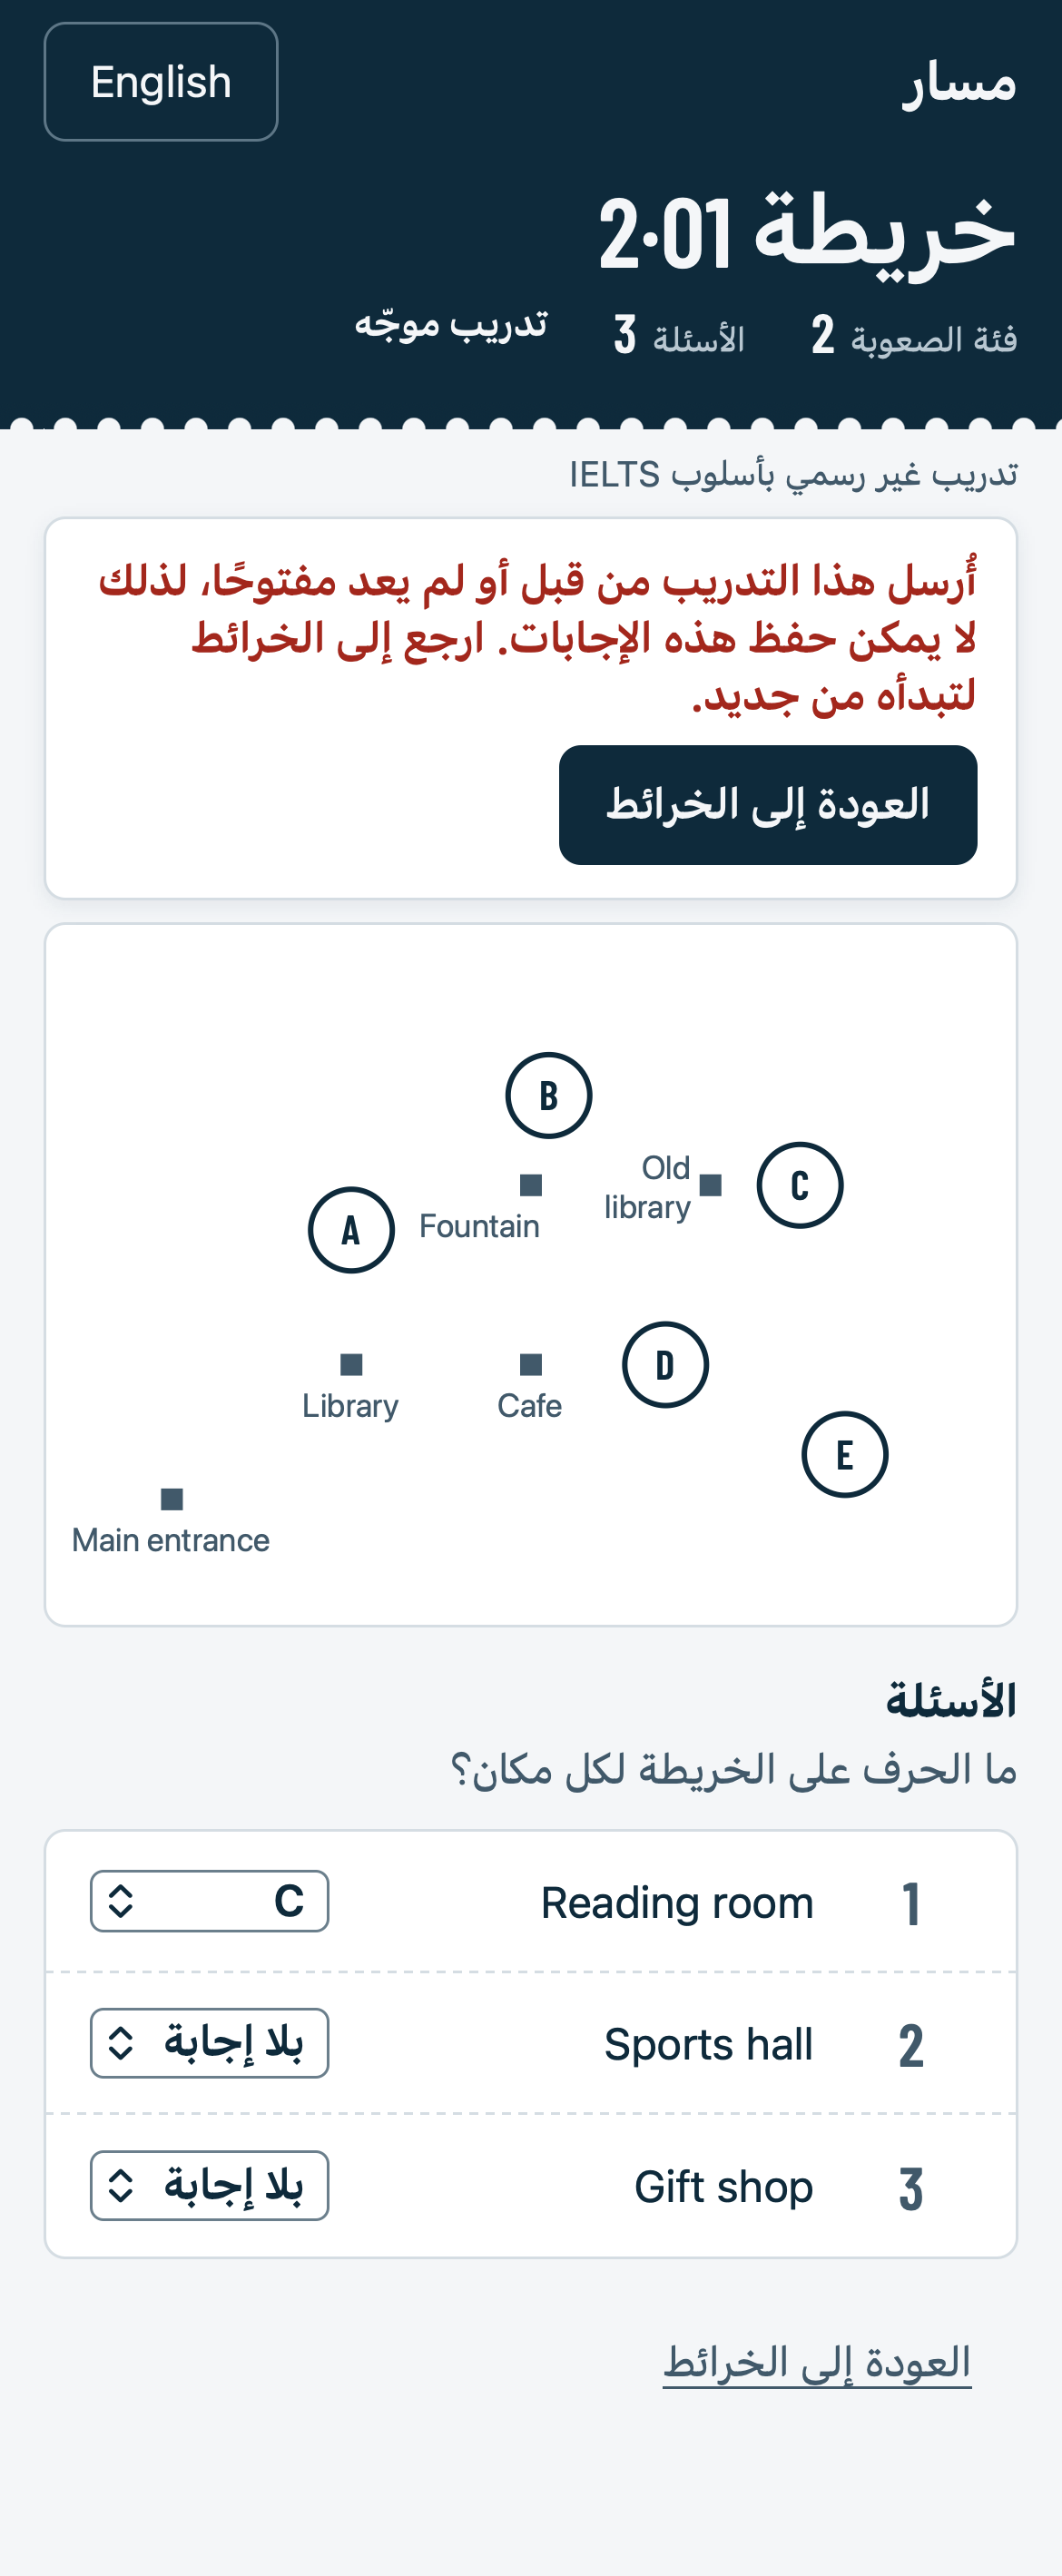 مسار
English
خريطة 2·01
فئة الصعوبة 2 الأسئلة 3 تدريب موجّه
تدريب غير رسمي بأسلوب IELTS
أُرسل هذا التدريب من قبل أو لم يعد مفتوحًا، لذلك
لا يمكن حفظ هذه الإجابات. ارجع إلى الخرائط
لتبدأه من جديد.
العودة إلى الخرائط
B
Old
library
C
A
Fountain
D
Library
Cafe
E
Main entrance
الأسئلة
ما الحرف على الخريطة لكل مكان؟
1 Reading room C
2 Sports hall بلا إجابة
3 Gift shop بلا إجابة
العودة إلى الخرائط